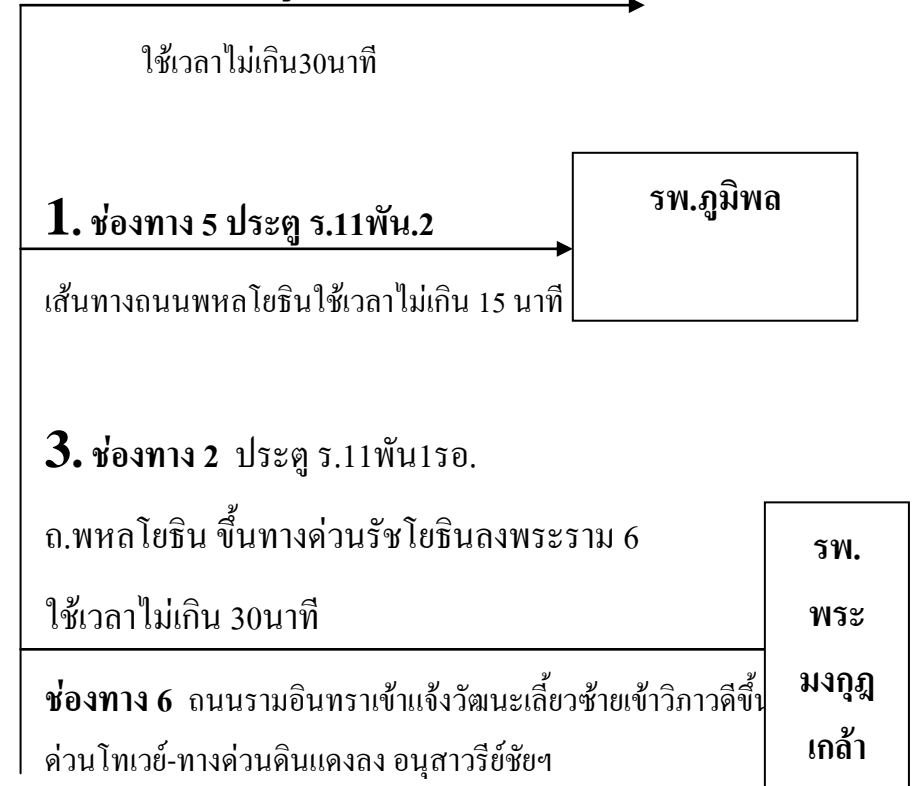 ใช้เวลาไม่เกิน30นาที
1. ช่องทาง 5 ประตู ร.11พัน.2
รพ.ภูมิพล
เส้นทางถนนพหลโยธินใช้เวลาไม่เกิน 15 นาที
3. ช่องทาง 2 ประตู ร.11พัน1รอ.
ถ.พหลโยธิน ขึ้นทางด่วนรัชโยธินลงพระราม 6
ใช้เวลาไม่เกิน 30นาที
รพ.
พระ
มงกุฎ
เกล้า
ช่องทาง 6 ถนนรามอินทราเข้าแจ้งวัฒนะเลี้ยวซ้ายเข้าวิภาวดีขึ้น
ด่วนโทเวย์-ทางด่วนดินแดงลง อนุสาวรีย์ชัยฯ